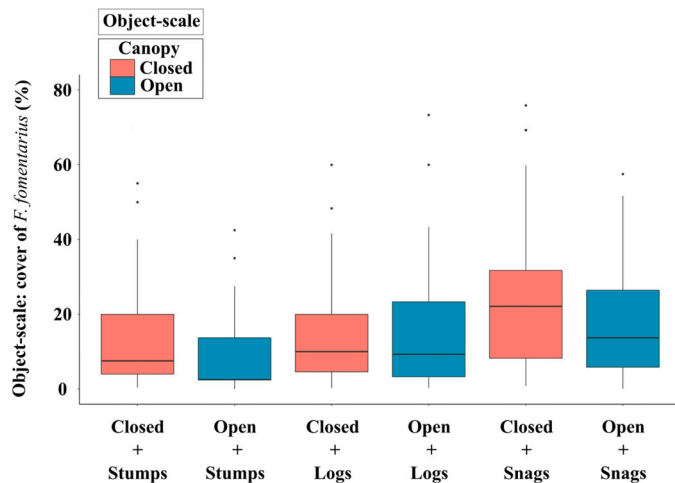 Object-scale
Canopy
Closed
Open
Object-scale: cover of F. fomentarius (%)
80
60
40
20
0
Closed Open Closed Open Closed Open
+ + + + + +
Stumps Stumps Logs Logs Snags Snags